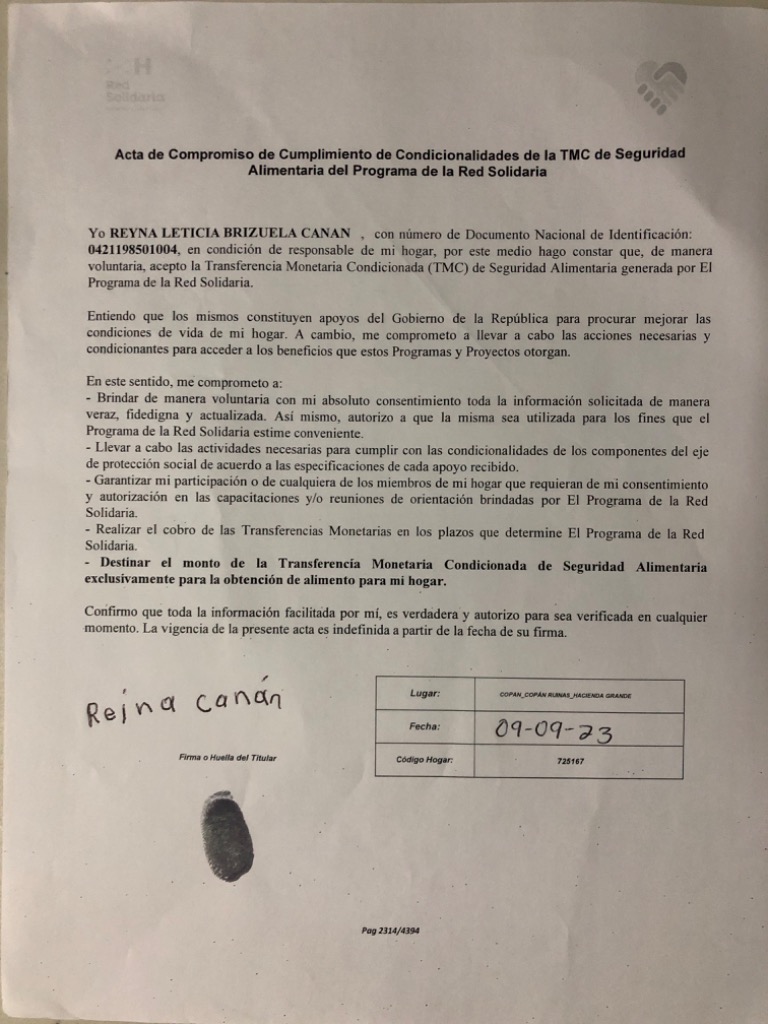 H
Red
Solidaria
Acta de Compromiso de Cumplimiento de Condicionalidades de la TMC de Seguridad
Alimentaria del Programa de la Red Solidaria
Yo REYNA LETICIA BRIZUELA CANAN , con número de Documento Nacional de Identificación:
0421198501004, en condición de responsable de mi hogar, por este medio hago constar que, de manera
voluntaria, acepto la Transferencia Monetaria Condicionada (TMC) de Seguridad Alimentaria generada por El
Programa de la Red Solidaria.
Entiendo que los mismos constituyen apoyos del Gobierno de la República para procurar mejorar las
condiciones de vida de mi hogar. A cambio, me comprometo a llevar a cabo las acciones necesarias y
condicionantes para acceder a los beneficios que estos Programas y Proyectos otorgan.
En este sentido, me comprometo a:
- Brindar de manera voluntaria con mi absoluto consentimiento toda la información solicitada de manera
veraz, fidedigna y actualizada. Así mismo, autorizo a que la misma sea utilizada para los fines que el
Programa de la Red Solidaria estime conveniente.
- Llevar a cabo las actividades necesarias para cumplir con las condicionalidades de los componentes del eje
de protección social de acuerdo a las especificaciones de cada apoyo recibido.
- Garantizar mi participación o de cualquiera de los miembros de mi hogar que requieran de mi consentimiento
y autorización en las capacitaciones y/o reuniones de orientación brindadas por El Programa de la Red
Solidaria.
- Realizar el cobro de las Transferencias Monetarias en los plazos que determine El Programa de la Red
Solidaria.
- Destinar el monto de la Transferencia Monetaria Condicionada de Seguridad Alimentaria
exclusivamente para la obtención de alimento para mi hogar.
Confirmo que toda la información facilitada por mí, es verdadera y autorizo para sea verificada en cualquier
momento. La vigencia de la presente acta es indefinida a partir de la fecha de su firma.
Reina Canán
Firma o Huella del Titular
Lugar: COPAN_COPÁN RUINAS_HACIENDA GRANDE
Fecha: 09-09-23
Código Hogar: 725167
Pag 2314/4394